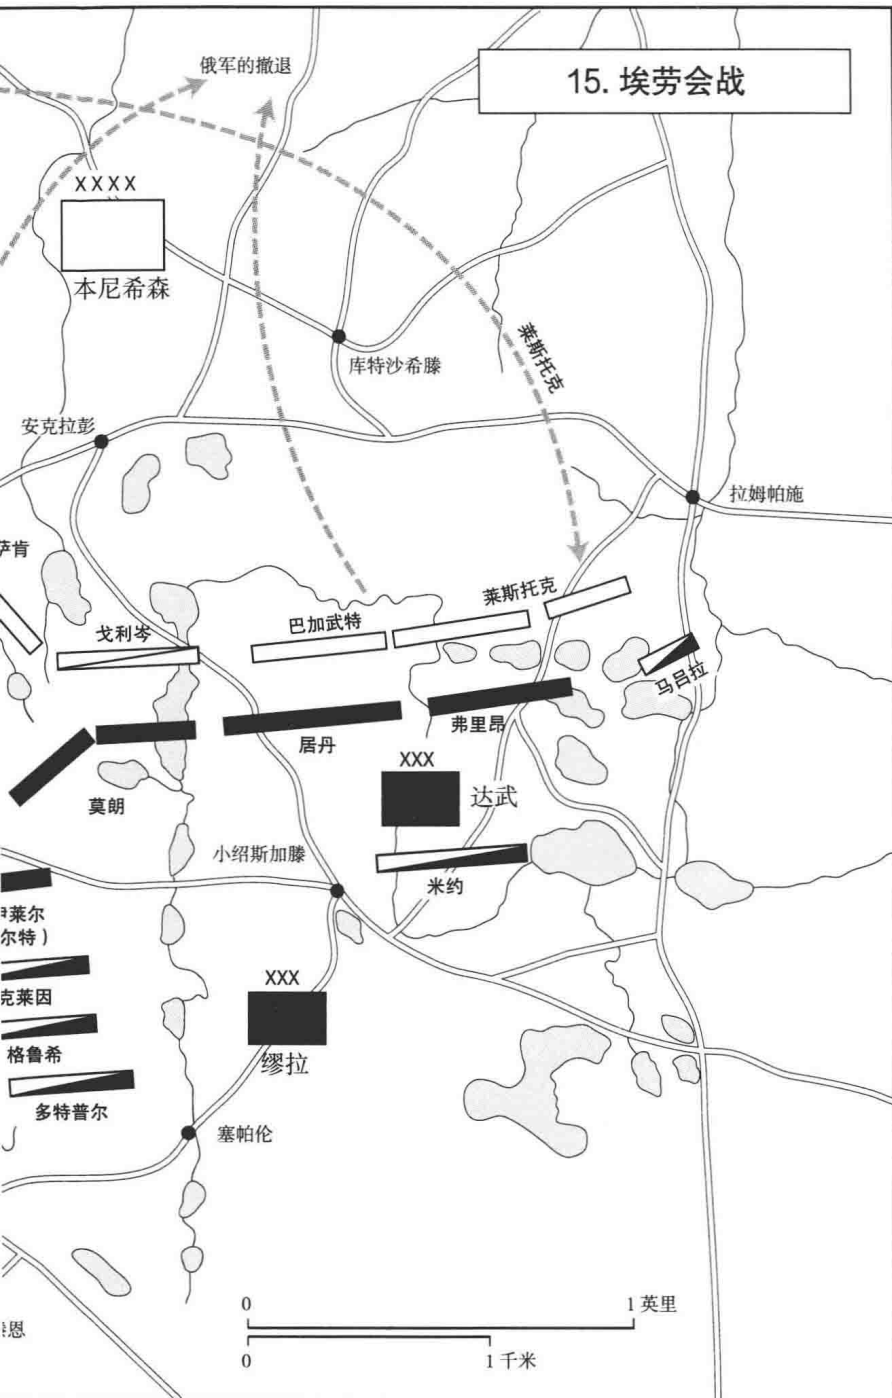 俄军的撤退
15. 埃劳会战
XXXX
本尼希森
库特沙希滕
莱斯托克
安克拉彭
拉姆帕施
萨肯
戈利岑
巴加武特
莱斯托克
马吕拉
居丹
弗里昂
XXX
达武
莫朗
小绍斯加滕
米约
莱尔
尔特）
克莱因
XXX
格鲁希
缪拉
多特普尔
塞帕伦
0
1 英里
恩
0
1 千米